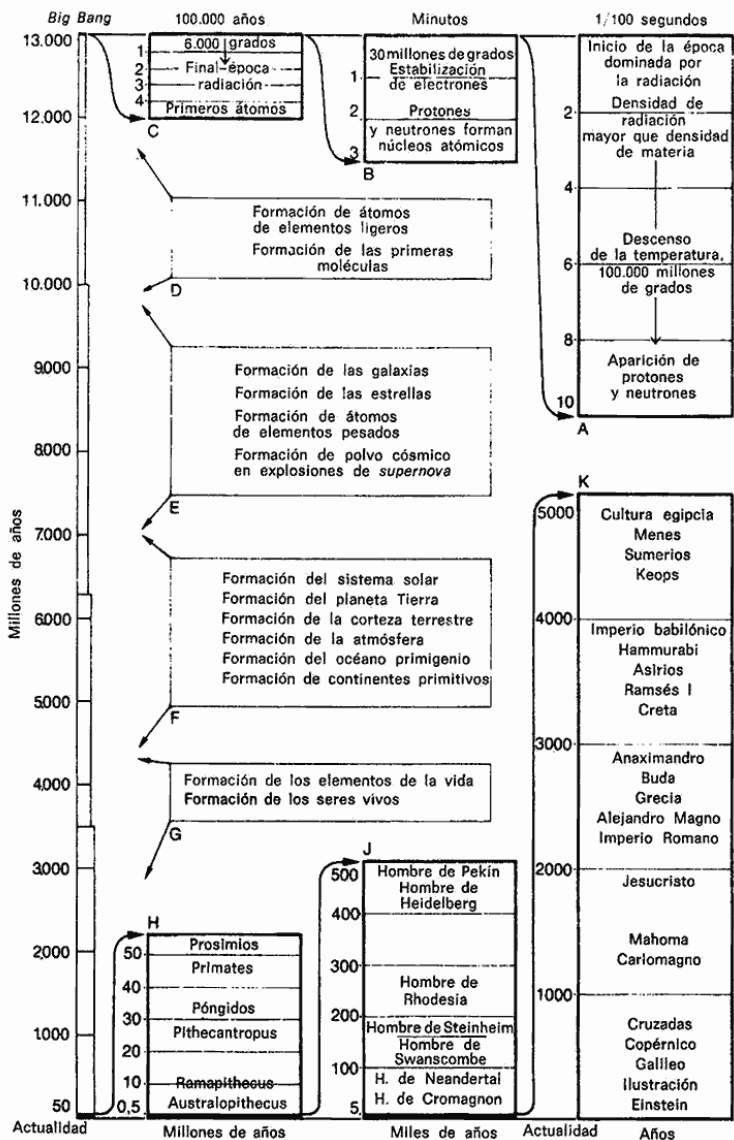 Big Bang
100.000 años
Minutos
1/100 segundos
13.000
12.000
11.000
10.000
9.000
8.000
7.000
6.000
5.000
4.000
3.000
2000
1000
50
Actualidad
Millones de años
6.000 grados
1
2
Final época
3
radiación
4
Primeros átomos
C
30 millones de grados
Estabilización
1
de electrones
2
Protones
y neutrones forman
núcleos atómicos
3
B
Inicio de la época
dominada por
la radiación
2
Densidad de
radiación
mayor que densidad
de materia
4
Descenso
de la temperatura,
6
100.000 millones
de grados
8
Aparición de
protones
y neutrones
10
A
Formación de átomos
de elementos ligeros
Formación de las primeras
moléculas
D
Formación de las galaxias
Formación de las estrellas
Formación de átomos
de elementos pesados
Formación de polvo cósmico
en explosiones de supernova
E
Formación del sistema solar
Formación del planeta Tierra
Formación de la corteza terrestre
Formación de la atmósfera
Formación del océano primigenio
Formación de continentes primitivos
F
Formación de los elementos de la vida
Formación de los seres vivos
G
H
Prosimios
50
Primates
40
Póngidos
30
Pithecantropus
20
Ramapithecus
10
Australopithecus
0,5
Millones de años
J
500
Hombre de Pekín
Hombre de
Heidelberg
400
300
Hombre de
Rhodesia
200
Hombre de Steinheim
Hombre de
Swanscombe
100
H. de Neandertal
H. de Cromagnon
5
Miles de años
K
5000
Cultura egipcia
Menes
Sumerios
Keops
4000
Imperio babilónico
Hammurabi
Asirios
Ramsés I
Creta
3000
Anaximandro
Buda
Grecia
Alejandro Magno
Imperio Romano
2000
Jesucristo
Mahoma
Carlomagno
1000
Cruzadas
Copérnico
Galileo
Ilustración
Einstein
Actualidad
Años